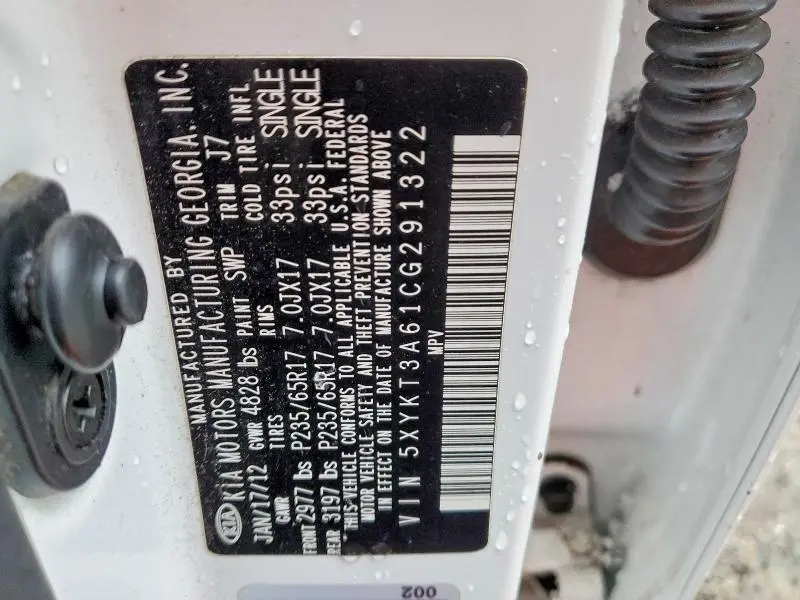 KIA
MANUFACTURED BY
KIA MOTORS MANUFACTURING GEORGIA, INC.
JAN/17/12 GVWR 4828 lbs PAINT SWP TRIM J7
GAWR TIRES RIMS COLD TIRE INFL
FRONT 2977 lbs P235/65R17 7.0JX17 33psi SINGLE
REAR 3197 lbs P235/65R17 7.0JX17 33psi SINGLE
"THIS VEHICLE CONFORMS TO ALL APPLICABLE U.S.A. FEDERAL
MOTOR VEHICLE SAFETY AND THEFT PREVENTION STANDARDS
IN EFFECT ON THE DATE OF MANUFACTURE SHOWN ABOVE
VIN 5XYKT3A61CG291322
MPV
002